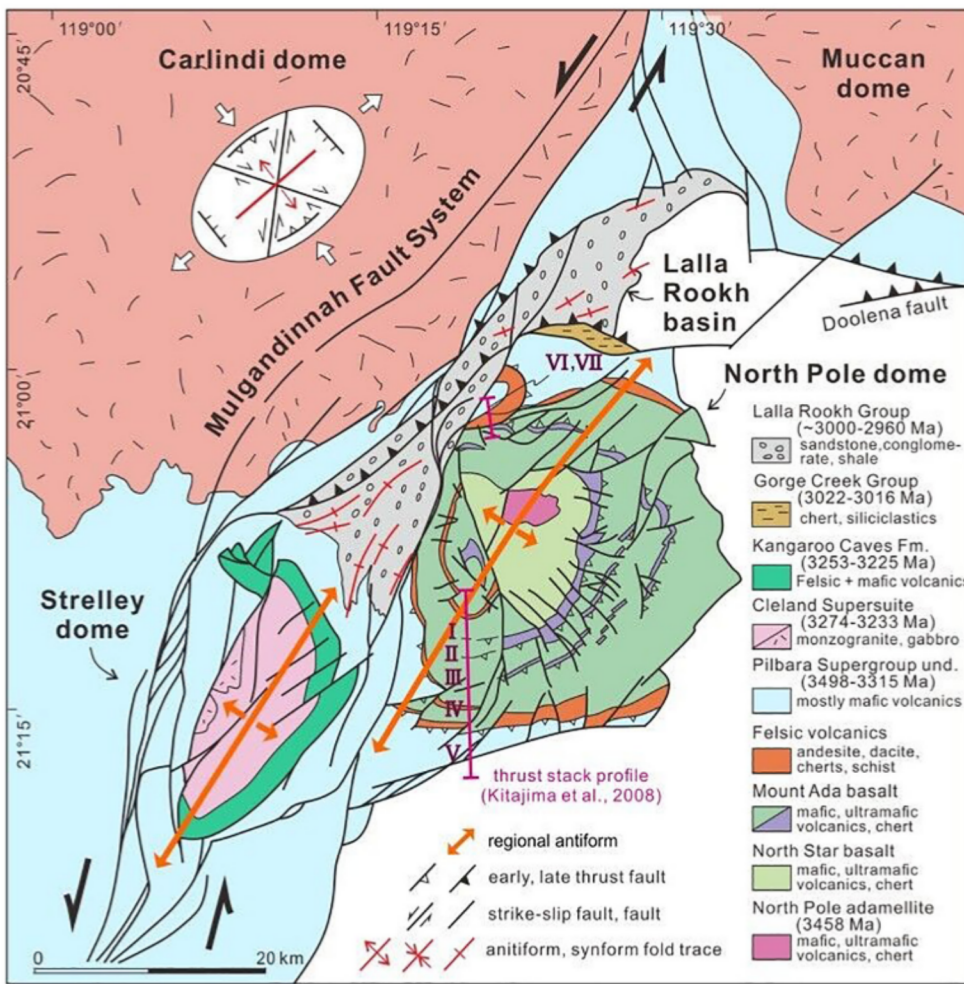 119°00'
119°15'
119°30'
20°45'
21°00'
21°15'
Carlindi dome
Muccan
dome
Mulgandinnah Fault System
Lalla
Rookh
basin
Doolena fault
VI,VII
North Pole dome
Strelley
dome
I
II
III
IV
V
thrust stack profile
(Kitajima et al., 2008)
regional antiform
early, late thrust fault
strike-slip fault, fault
anitiform, synform fold trace
0
20 km
Lalla Rookh Group
(~3000-2960 Ma)
sandstone,conglome-
rate, shale
Gorge Creek Group
(3022-3016 Ma)
chert, siliciclastics
Kangaroo Caves Fm.
(3253-3225 Ma)
Felsic + mafic volcanics
Cleland Supersuite
(3274-3233 Ma)
monzogranite, gabbro
Pilbara Supergroup und.
(3498-3315 Ma)
mostly mafic volcanics
Felsic volcanics
andesite, dacite,
cherts, schist
Mount Ada basalt
mafic, ultramafic
volcanics, chert
North Star basalt
mafic, ultramafic
volcanics, chert
North Pole adamellite
(3458 Ma)
mafic, ultramafic
volcanics, chert